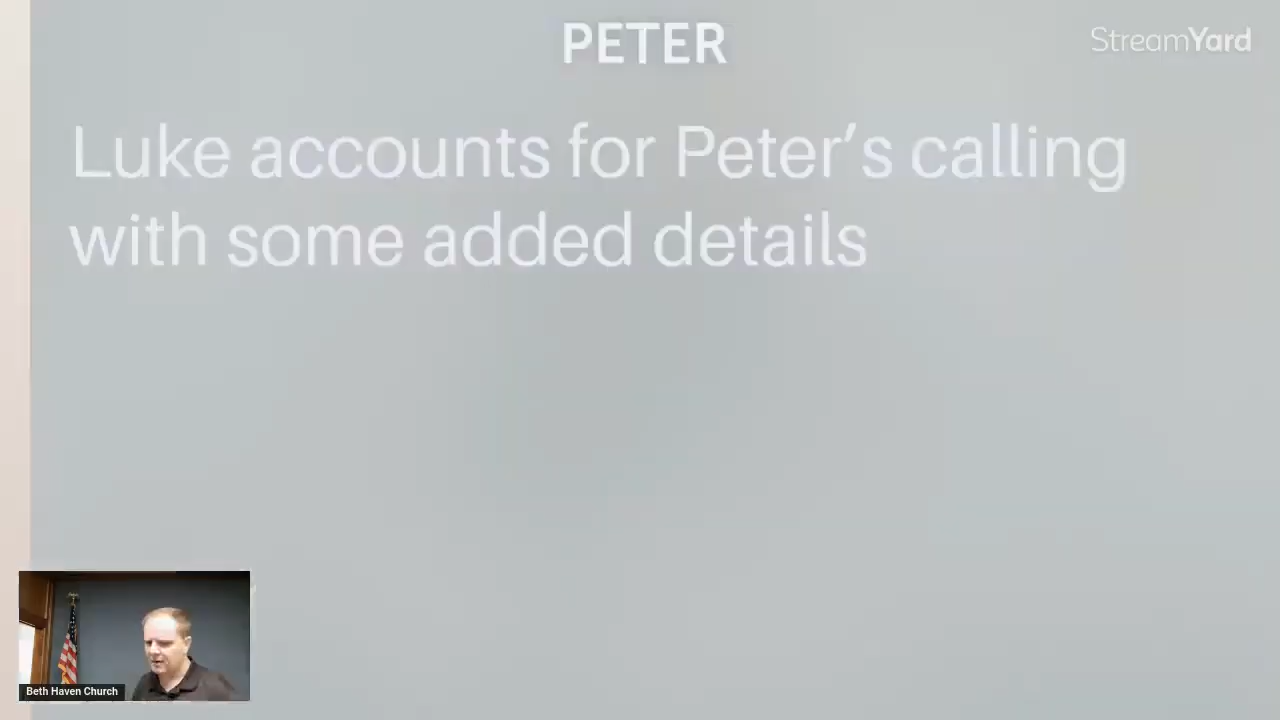 PETER
StreamYard
Luke accounts for Peter’s calling
with some added details
Beth Haven Church